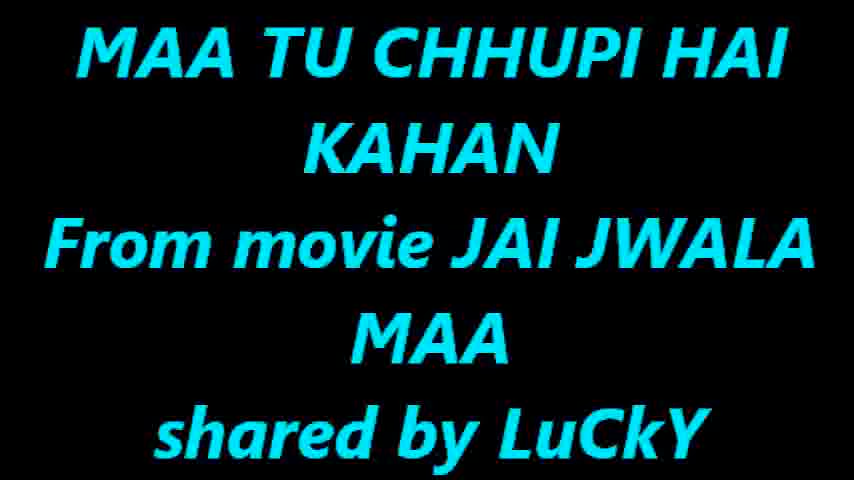 MAA TU CHHUPI HAI
KAHAN
From movie JAI JWALA
MAA
shared by LuCkY